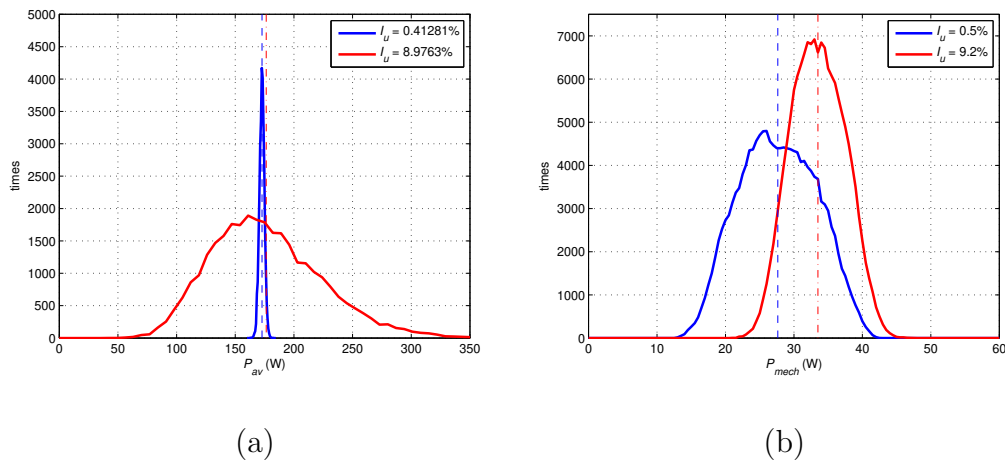 5000
4500
4000
3500
3000
2500
2000
1500
1000
500
0
times
0 50 100 150 200 250 300 350
P_av (W)
I_u = 0.41281%
I_u = 8.9763%
(a)
7000
6000
5000
4000
3000
2000
1000
0
times
0 10 20 30 40 50 60
P_mech (W)
I_u = 0.5%
I_u = 9.2%
(b)